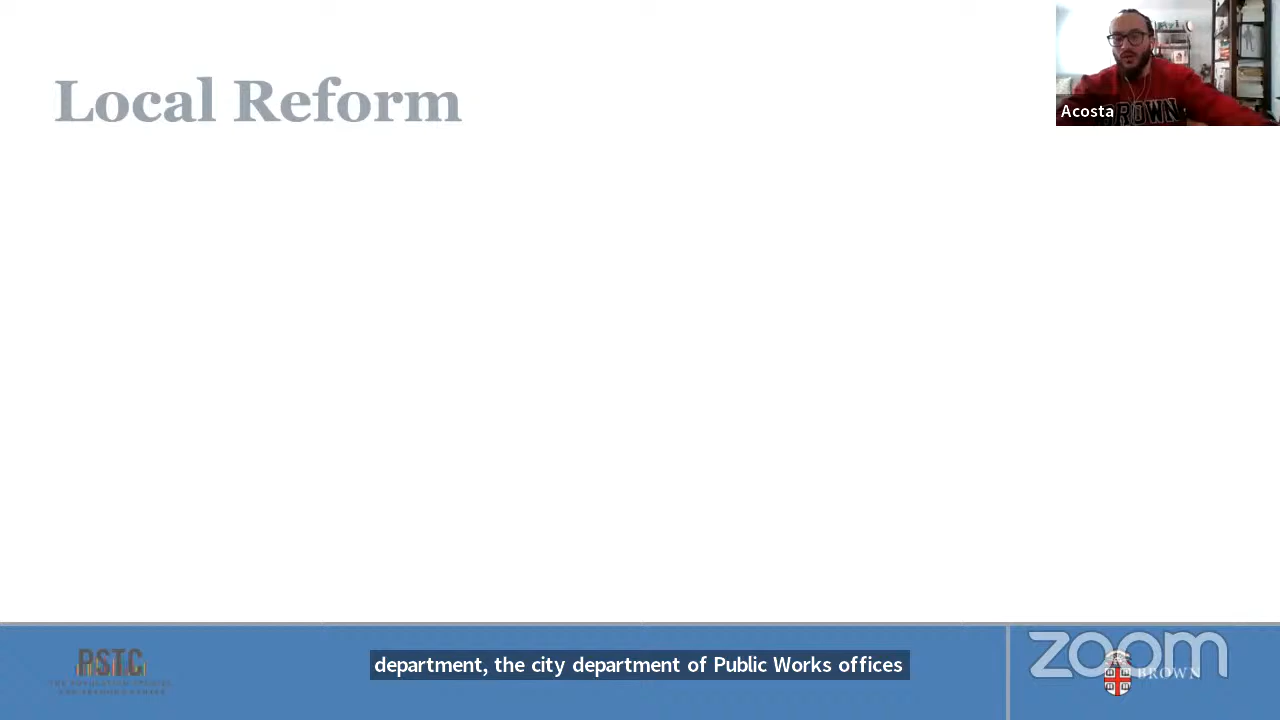 Local Reform
BROWN
Acosta
PSTC
THE POPULATION STUDIES
AND TRAINING CENTER
department, the city department of Public Works offices
zoom
BROWN